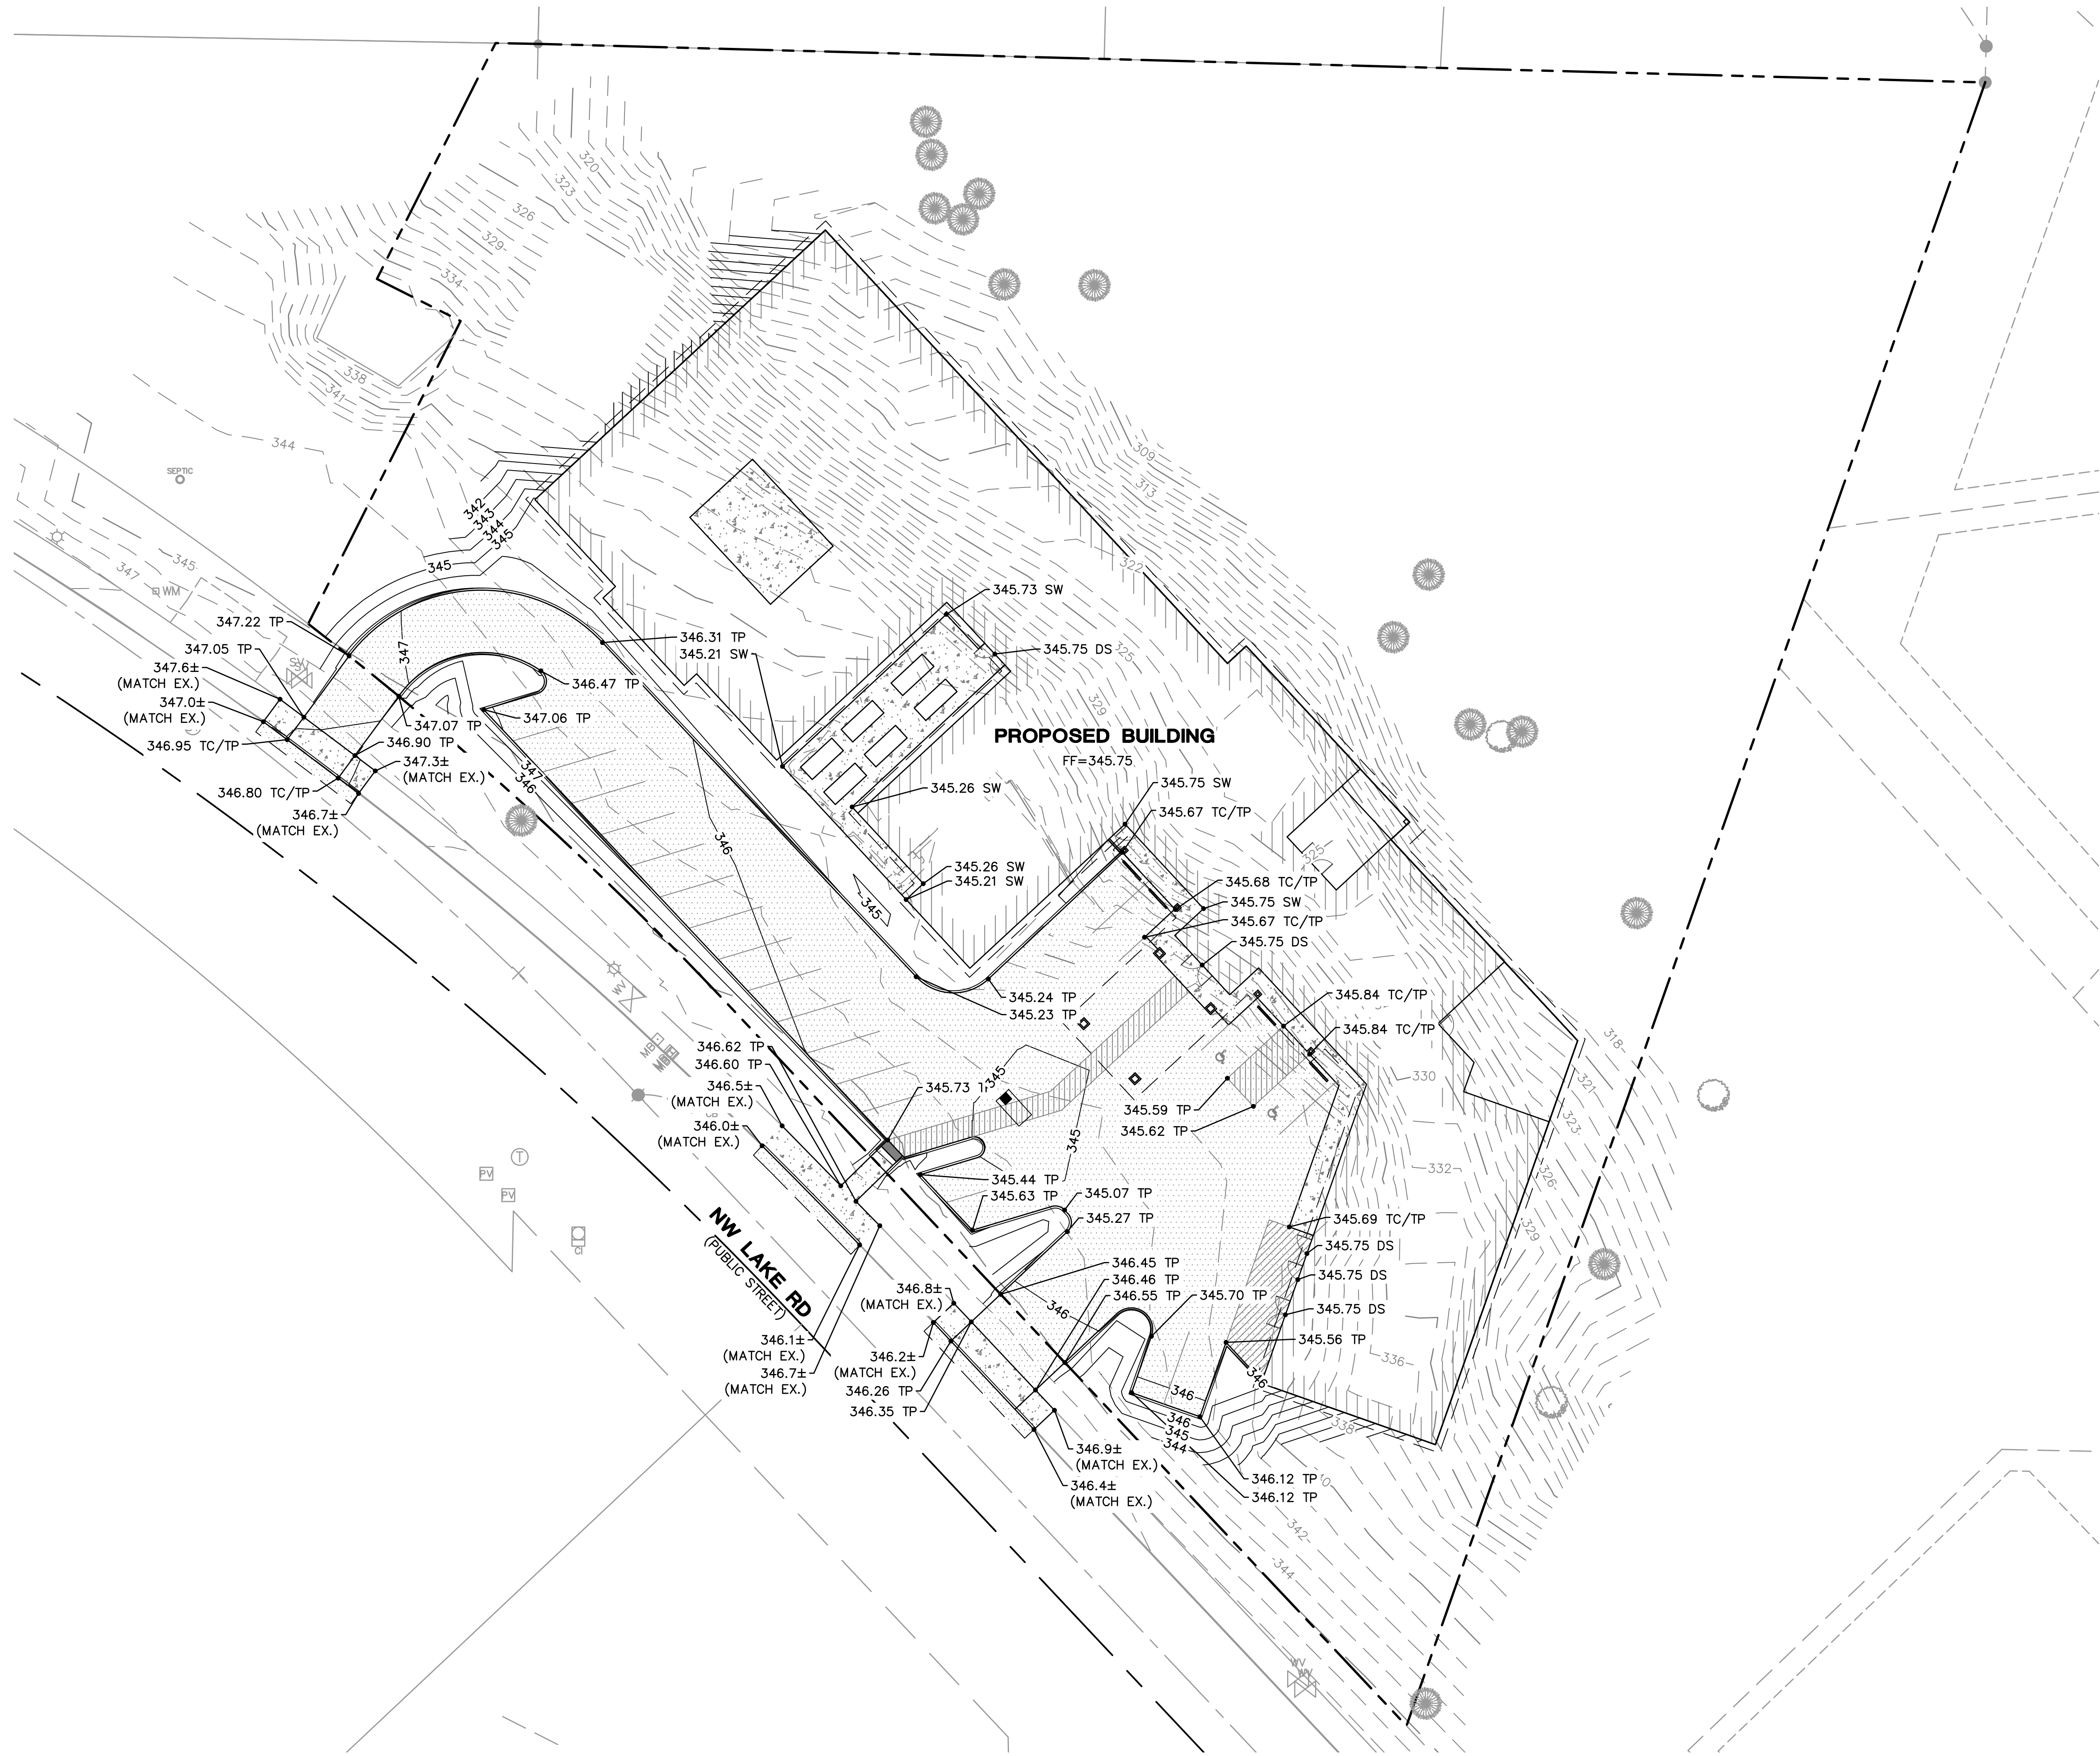 320
323
326
329
334
338
341
344
342
343
344
345
345
309
313
322
SEPTIC
345
347
WM
SV
347.22 TP
347.05 TP
347.6±
(MATCH EX.)
347.0±
(MATCH EX.)
346.95 TC/TP
347
346.31 TP
345.21 SW
346.47 TP
347.06 TP
347.07 TP
346.90 TP
347.3±
(MATCH EX.)
346.80 TC/TP
346.7±
(MATCH EX.)
347
346
346
345.73 SW
345.75 DS
325
329
PROPOSED BUILDING
FF=345.75
345.26 SW
345.75 SW
345.67 TC/TP
325
345.26 SW
345.21 SW
345
345.68 TC/TP
345.75 SW
345.67 TC/TP
345.75 DS
345.24 TP
345.23 TP
345.84 TC/TP
345.84 TC/TP
318
321
323
326
329
330
332
WV
MB
MB
346.62 TP
346.60 TP
346.5±
(MATCH EX.)
346.0±
(MATCH EX.)
345.73
345
345
345.59 TP
345.62 TP
345.44 TP
345.63 TP
345.07 TP
345.27 TP
PV
T
PV
CI
NW LAKE RD
(PUBLIC STREET)
345.69 TC/TP
345.75 DS
345.75 DS
345.75 DS
345.56 TP
346.45 TP
346.46 TP
346.55 TP
345.70 TP
346
346.8±
(MATCH EX.)
346.1±
(MATCH EX.)
346.7±
(MATCH EX.)
346.2±
(MATCH EX.)
346.26 TP
346.35 TP
336
338
346
346
346
345
344
346.9±
(MATCH EX.)
346.4±
(MATCH EX.)
346.12 TP
346.12 TP
342
344
WV
WV